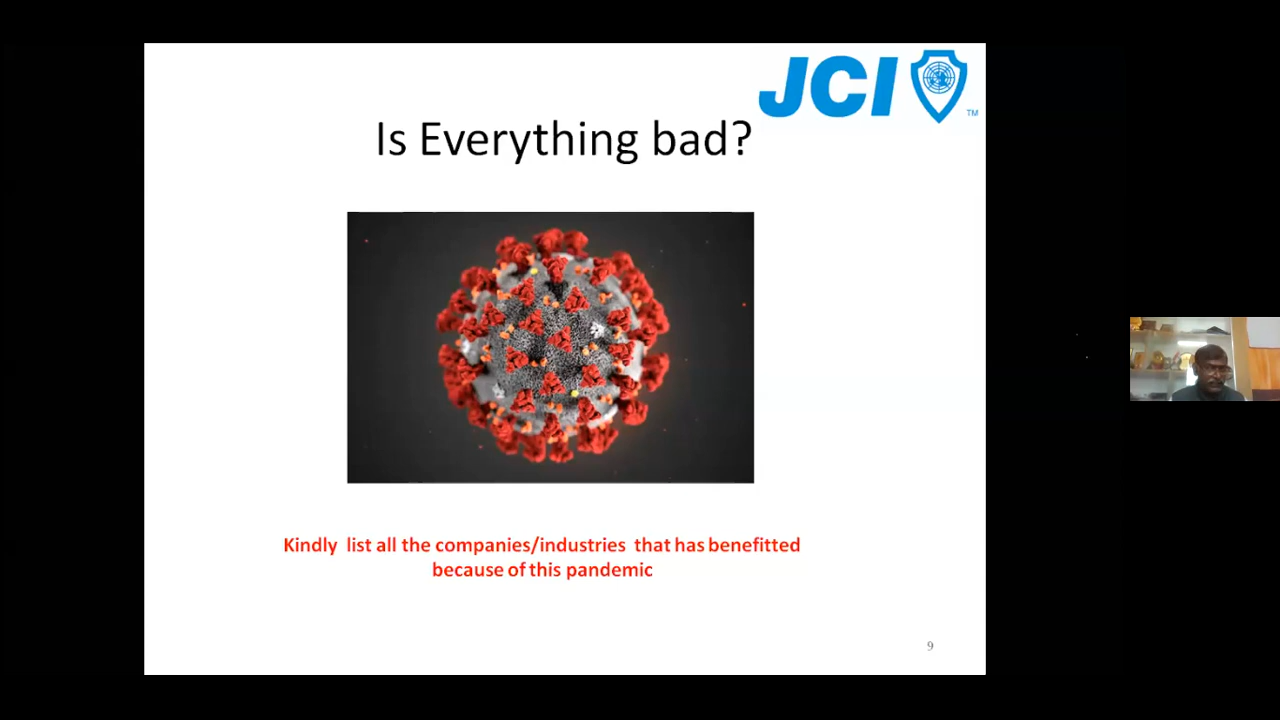 JCI
TM
Is Everything bad?
Kindly list all the companies/industries that has benefitted
because of this pandemic
9